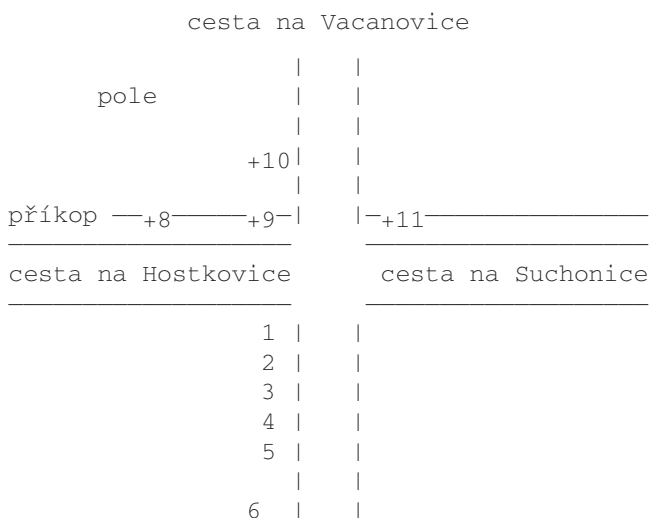 cesta na Vacanovice
pole
+10
příkop +8 +9 +11
cesta na Hostkovice cesta na Suchonice
1
2
3
4
5
6